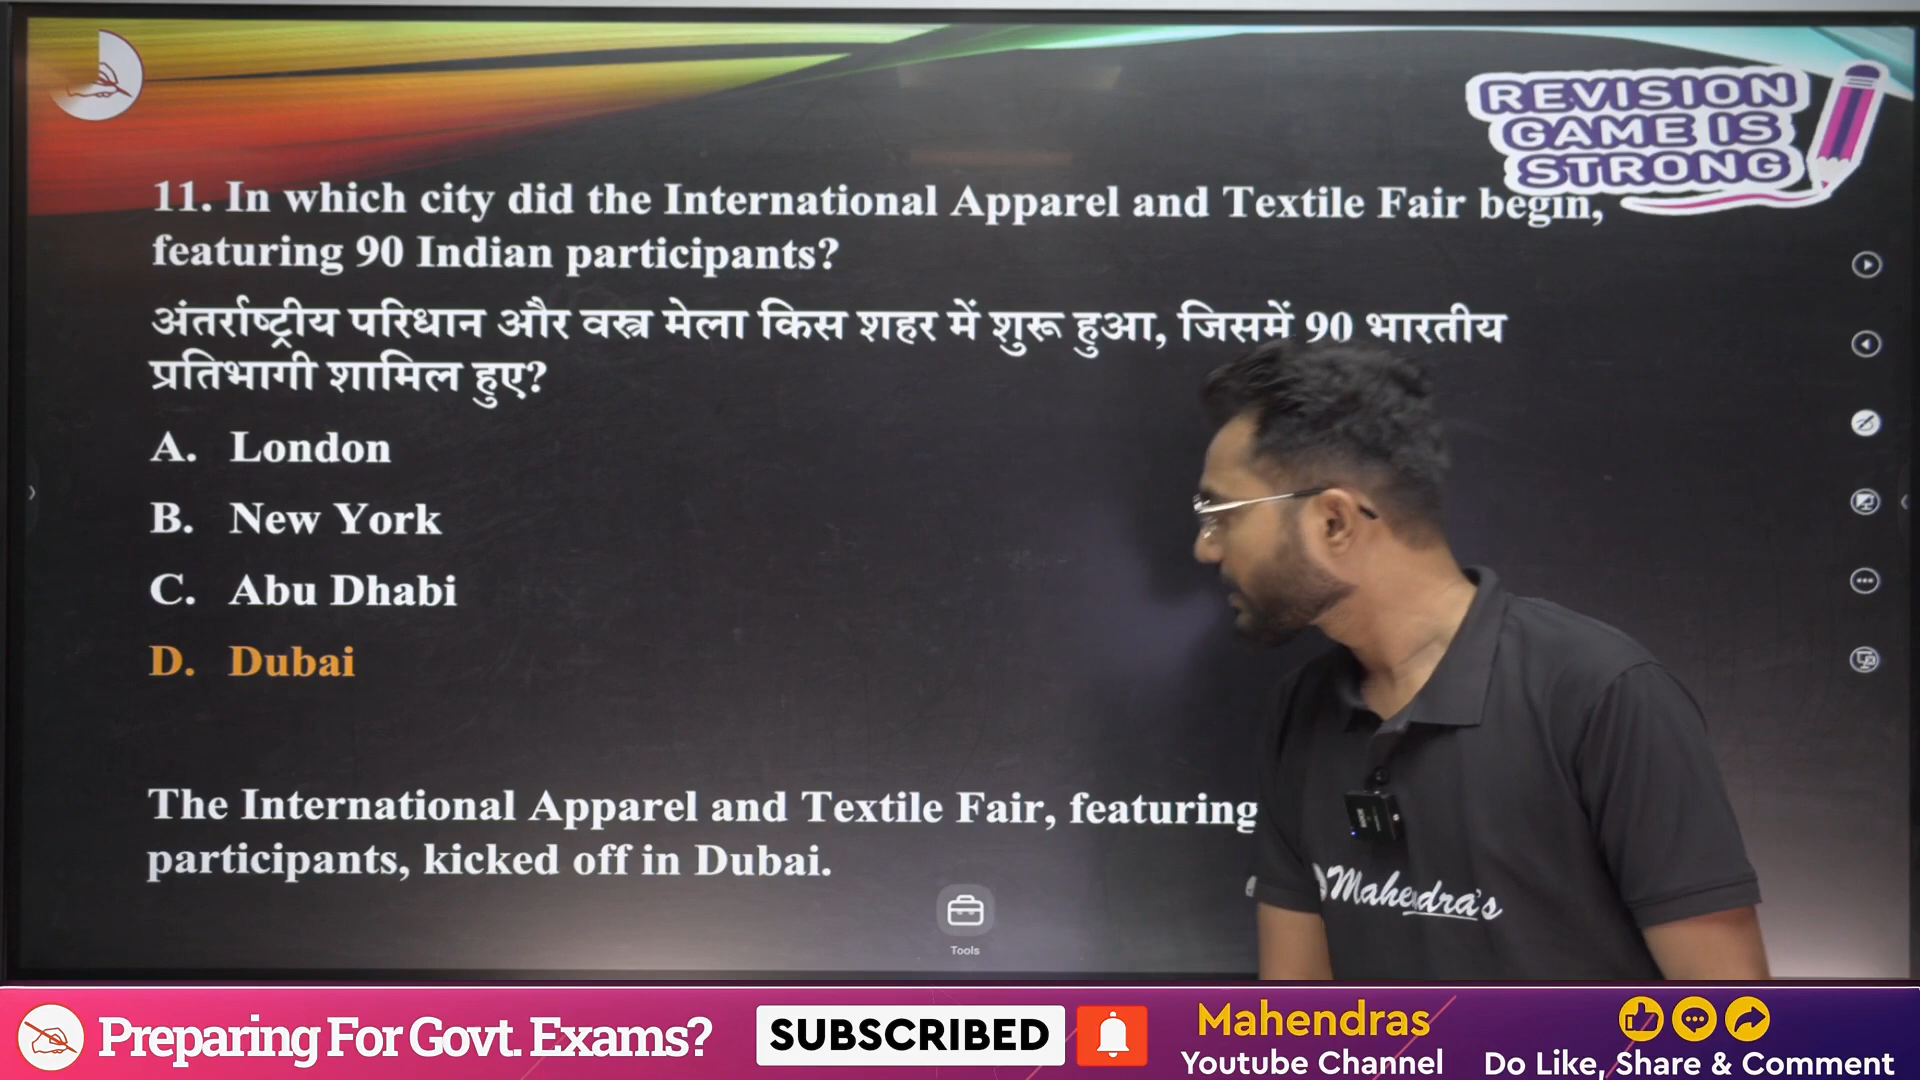 REVISION
GAME IS
STRONG
11. In which city did the International Apparel and Textile Fair begin,
featuring 90 Indian participants?
अंतर्राष्ट्रीय परिधान और वस्त्र मेला किस शहर में शुरू हुआ, जिसमें 90 भारतीय
प्रतिभागी शामिल हुए?
A. London
B. New York
C. Abu Dhabi
D. Dubai
The International Apparel and Textile Fair, featuring
participants, kicked off in Dubai.
Tools
Mahendra's
Preparing For Govt. Exams?
SUBSCRIBED
Mahendras
Youtube Channel
Do Like, Share & Comment